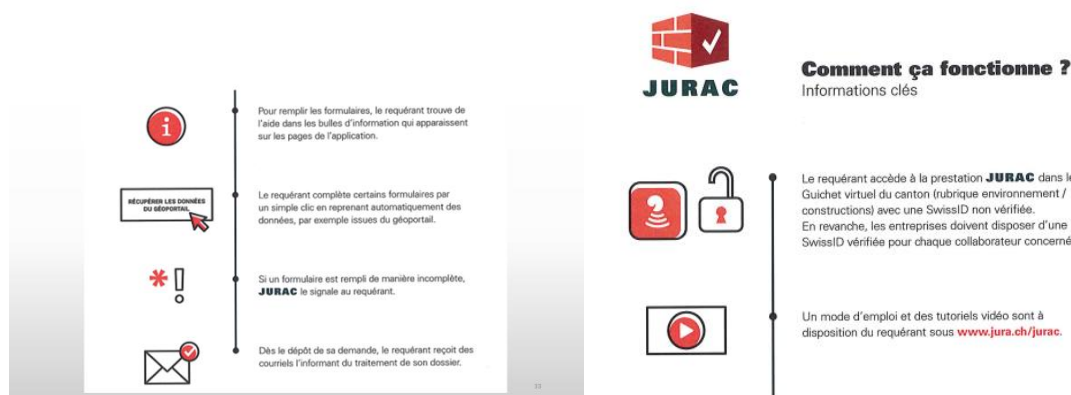 Pour remplir les formulaires, le requérant trouve de
l'aide dans les bulles d'information qui apparaissent
sur les pages de l'application.
RÉCUPÉRER LES DONNÉES
DU GÉOPORTAIL
Le requérant complète certains formulaires par
un simple clic en reprenant automatiquement des
données, par exemple issues du géoportail.
Si un formulaire est rempli de manière incomplète,
JURAC le signale au requérant.
Dès le dépôt de sa demande, le requérant reçoit des
courriels l'informant du traitement de son dossier.
JURAC
Comment ça fonctionne ?
Informations clés
Le requérant accède à la prestation JURAC dans le
Guichet virtuel du canton (rubrique environnement /
constructions) avec une SwissID non vérifiée.
En revanche, les entreprises doivent disposer d'une
SwissID vérifiée pour chaque collaborateur concerné
Un mode d'emploi et des tutoriels vidéo sont à
disposition du requérant sous www.jura.ch/jurac.